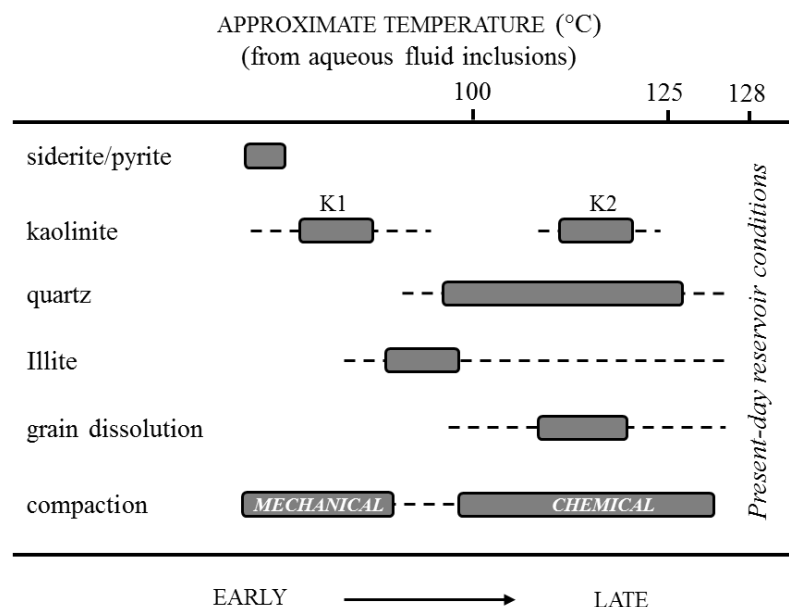 APPROXIMATE TEMPERATURE (°C)
(from aqueous fluid inclusions)
100 125 128
siderite/pyrite
K1 K2
kaolinite
quartz
Illite
grain dissolution
compaction MECHANICAL CHEMICAL
Present-day reservoir conditions
EARLY LATE